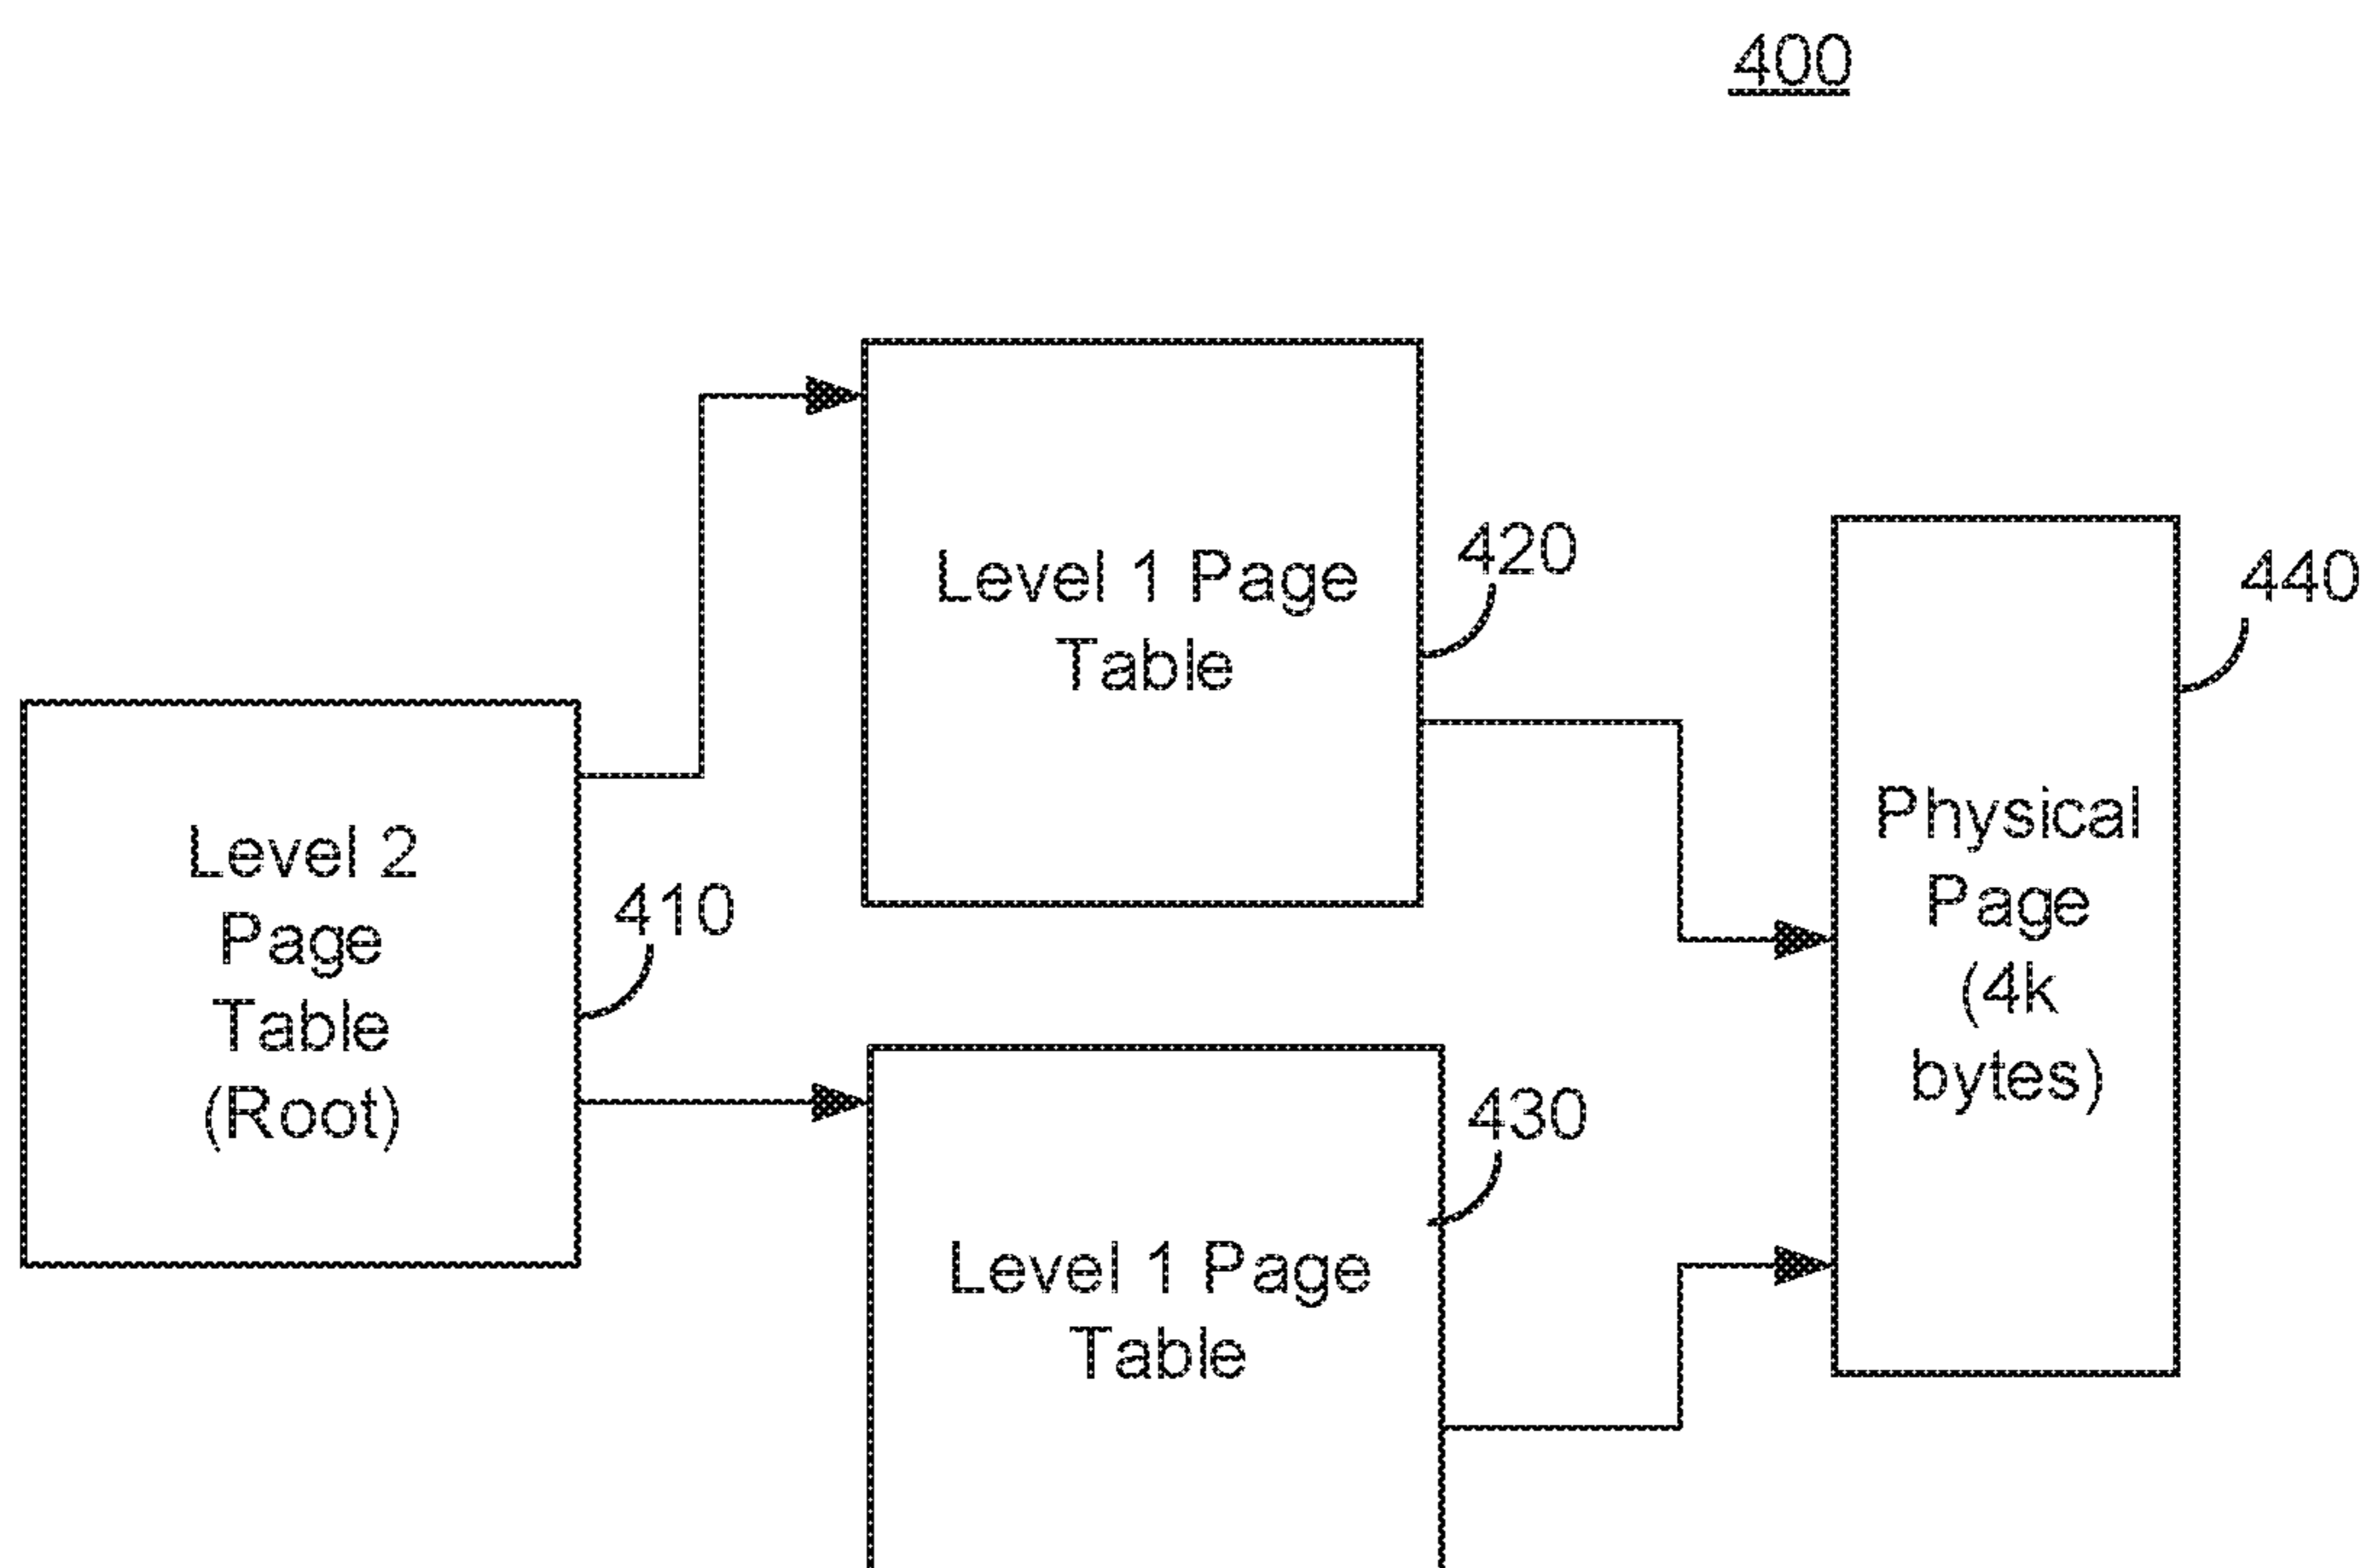 400
Level 1 Page
Table
420
440
Level 2
Page
Table
(Root)
410
Physical
Page
(4k
bytes)
430
Level 1 Page
Table